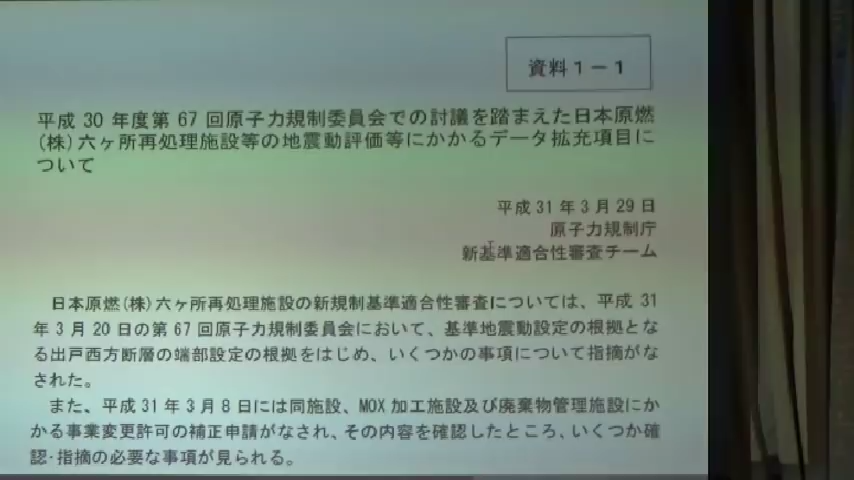 資料1-1
平成 30 年度第 67 回原子力規制委員会での討議を踏まえた日本原燃
(株)六ヶ所再処理施設等の地震動評価等にかかるデータ拡充項目に
ついて
平成 31 年 3 月 29 日
原子力規制庁
新基準適合性審査チーム
日本原燃(株)六ヶ所再処理施設の新規制基準適合性審査については、平成 31
年 3 月 20 日の第 67 回原子力規制委員会において、基準地震動設定の根拠とな
る出戸西方断層の端部設定の根拠をはじめ、いくつかの事項について指摘がな
された。
また、平成 31 年 3 月 8 日には同施設、MOX 加工施設及び廃棄物管理施設にか
かる事業変更許可の補正申請がなされ、その内容を確認したところ、いくつか確
認・指摘の必要な事項が見られる。